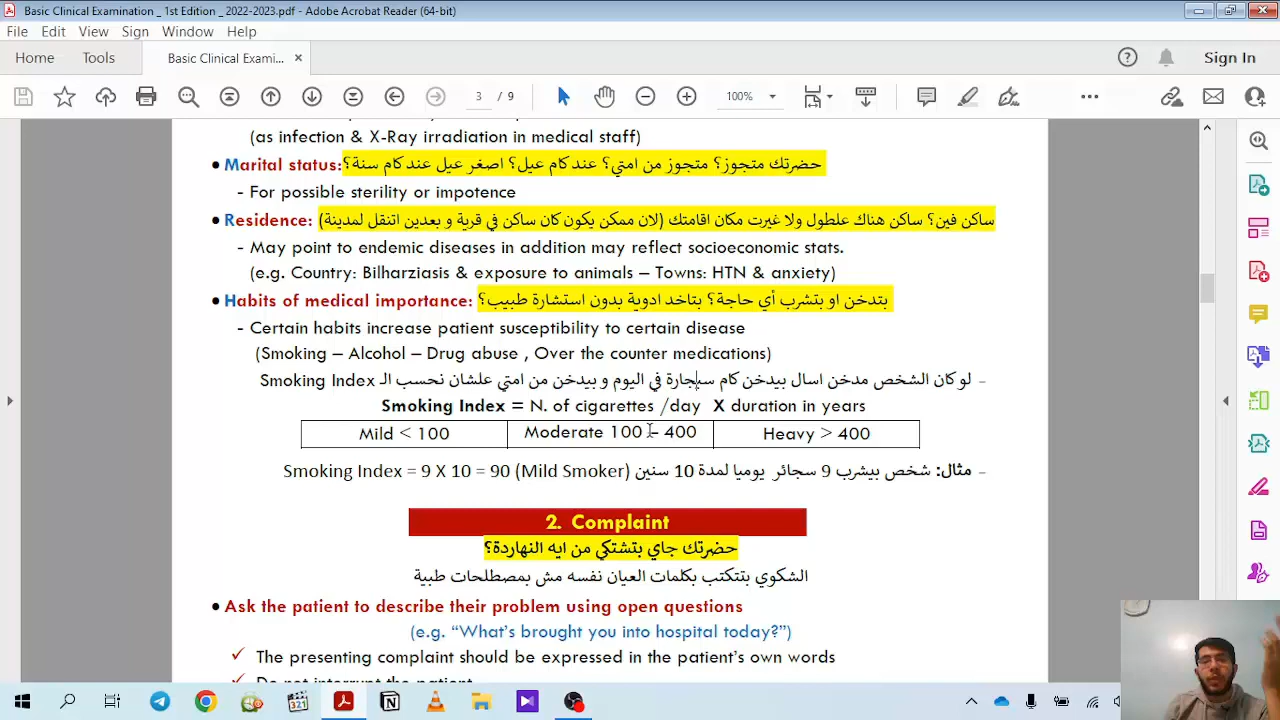 Basic Clinical Examination _ 1st Edition _ 2022-2023.pdf - Adobe Acrobat Reader (64-bit)
File Edit View Sign Window Help
Home Tools Basic Clinical Exami... × Sign In
3 / 9 100%
(as infection & X-Ray irradiation in medical staff)
• Marital status: حضرتك متجوز؟ متجوز من امتي؟ عند كام عيل؟ اصغر عيل عند كام سنة؟
- For possible sterility or impotence
• Residence: ساكن فين؟ ساكن هناك علطول ولا غيرت مكان اقامتك (لان ممكن يكون كان ساكن في قرية و بعدين اتنقل لمدينة)
- May point to endemic diseases in addition may reflect socioeconomic stats.
(e.g. Country: Bilharziasis & exposure to animals – Towns: HTN & anxiety)
• Habits of medical importance: بتدخن او بتشرب أي حاجة؟ بتاخد ادوية بدون استشارة طبيب؟
- Certain habits increase patient susceptibility to certain disease
(Smoking – Alcohol – Drug abuse , Over the counter medications)
- لو كان الشخص مدخن اسال بيدخن كام سيجارة في اليوم و بيدخن من امتي علشان نحسب الـ Smoking Index
Smoking Index = N. of cigarettes /day X duration in years
Mild < 100 Moderate 100 – 400 Heavy > 400
- مثال: شخص بيشرب 9 سجائر يوميا لمدة 10 سنين Smoking Index = 9 X 10 = 90 (Mild Smoker)
2. Complaint
حضرتك جاي بتشتكي من ايه النهاردة؟
الشكوي بتتكتب بكلمات العيان نفسه مش بمصطلحات طبية
• Ask the patient to describe their problem using open questions
(e.g. “What’s brought you into hospital today?”)
✓ The presenting complaint should be expressed in the patient’s own words
✓ Do not interrupt the patient
321